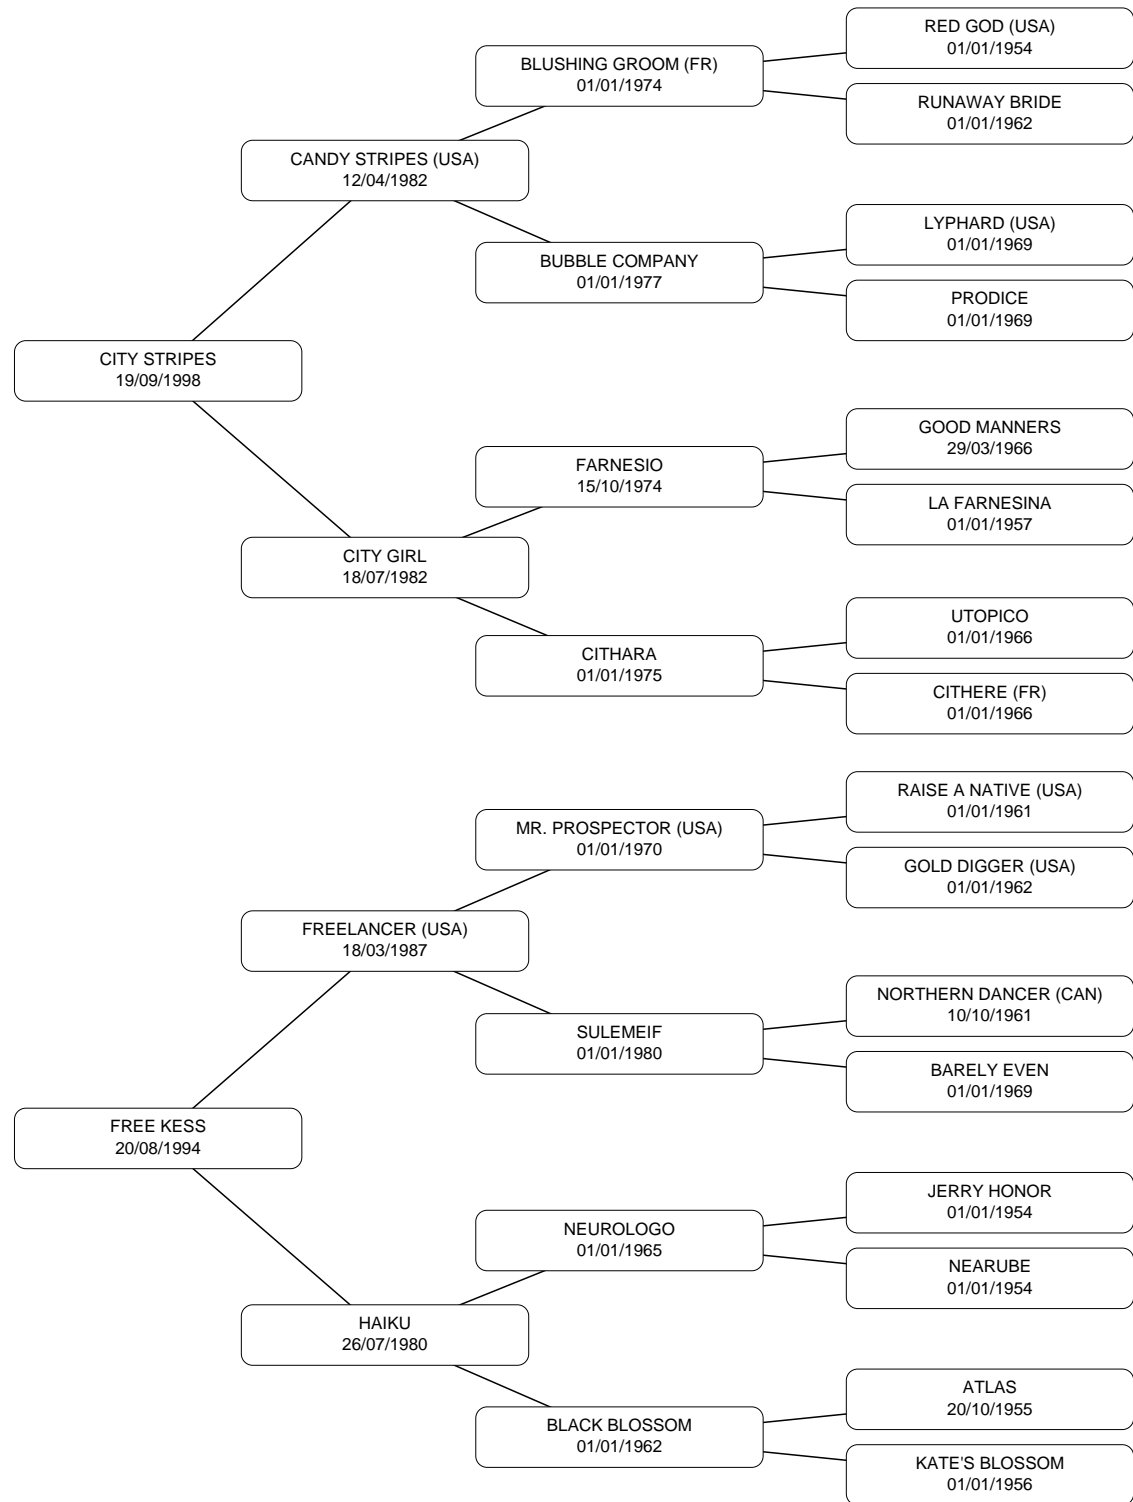 RED GOD (USA)
01/01/1954
BLUSHING GROOM (FR)
01/01/1974
RUNAWAY BRIDE
01/01/1962
CANDY STRIPES (USA)
12/04/1982
LYPHARD (USA)
01/01/1969
BUBBLE COMPANY
01/01/1977
PRODICE
01/01/1969
CITY STRIPES
19/09/1998
GOOD MANNERS
29/03/1966
FARNESIO
15/10/1974
LA FARNESINA
01/01/1957
CITY GIRL
18/07/1982
UTOPICO
01/01/1966
CITHARA
01/01/1975
CITHERE (FR)
01/01/1966
RAISE A NATIVE (USA)
01/01/1961
MR. PROSPECTOR (USA)
01/01/1970
GOLD DIGGER (USA)
01/01/1962
FREELANCER (USA)
18/03/1987
NORTHERN DANCER (CAN)
10/10/1961
SULEMEIF
01/01/1980
BARELY EVEN
01/01/1969
FREE KESS
20/08/1994
JERRY HONOR
01/01/1954
NEUROLOGO
01/01/1965
NEARUBE
01/01/1954
HAIKU
26/07/1980
ATLAS
20/10/1955
BLACK BLOSSOM
01/01/1962
KATE'S BLOSSOM
01/01/1956